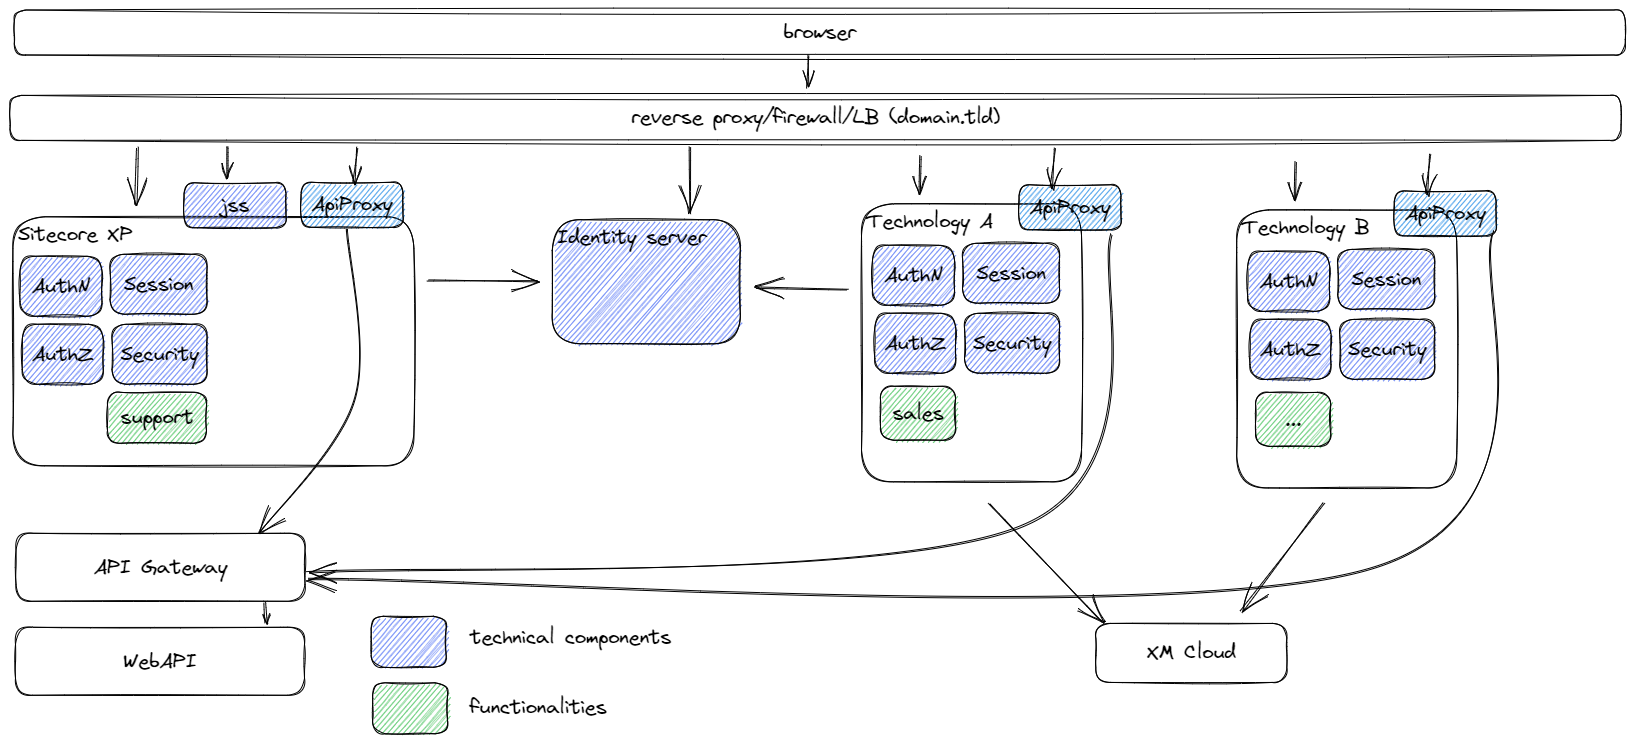 browser
reverse proxy/firewall/LB (domain.tld)
jss
ApiProxy
Sitecore XP
AuthN
Session
AuthZ
Security
support
Identity server
ApiProxy
Technology A
AuthN
Session
AuthZ
Security
sales
ApiProxy
Technology B
AuthN
Session
AuthZ
Security
...
API Gateway
WebAPI
technical components
functionalities
XM Cloud